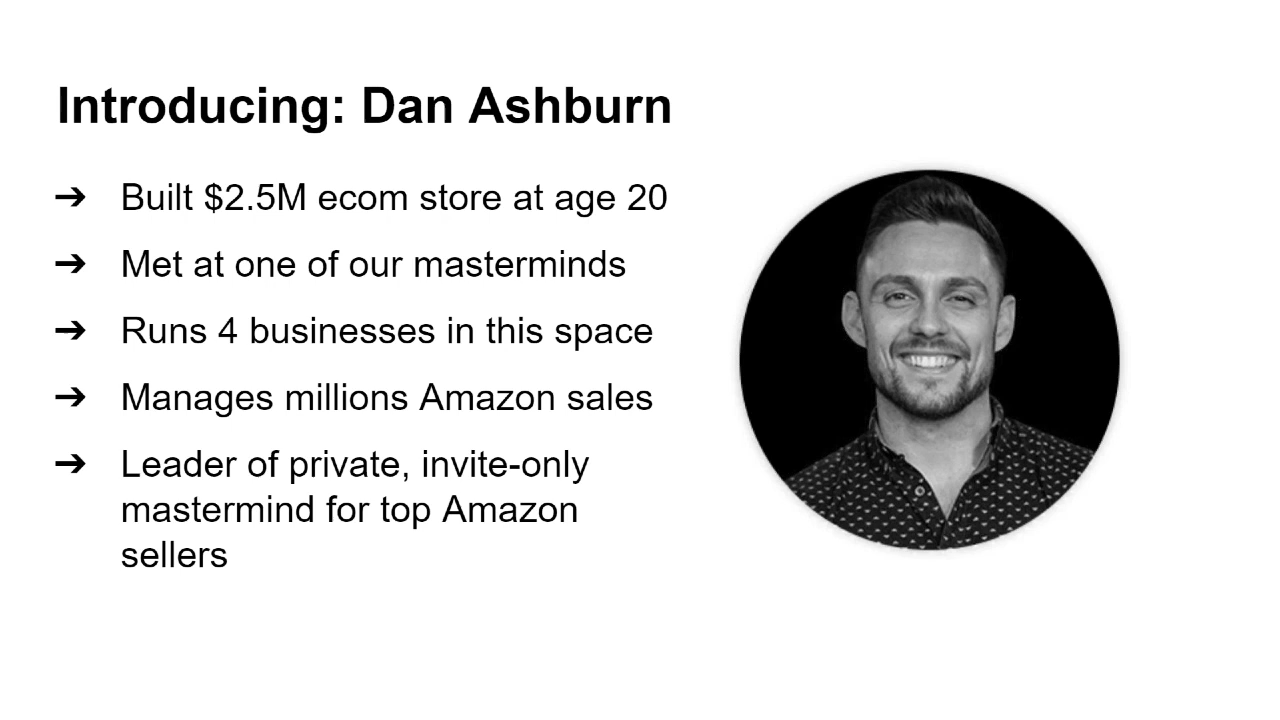 Introducing: Dan Ashburn
➔ Built $2.5M ecom store at age 20
➔ Met at one of our masterminds
➔ Runs 4 businesses in this space
➔ Manages millions Amazon sales
➔ Leader of private, invite-only
mastermind for top Amazon
sellers